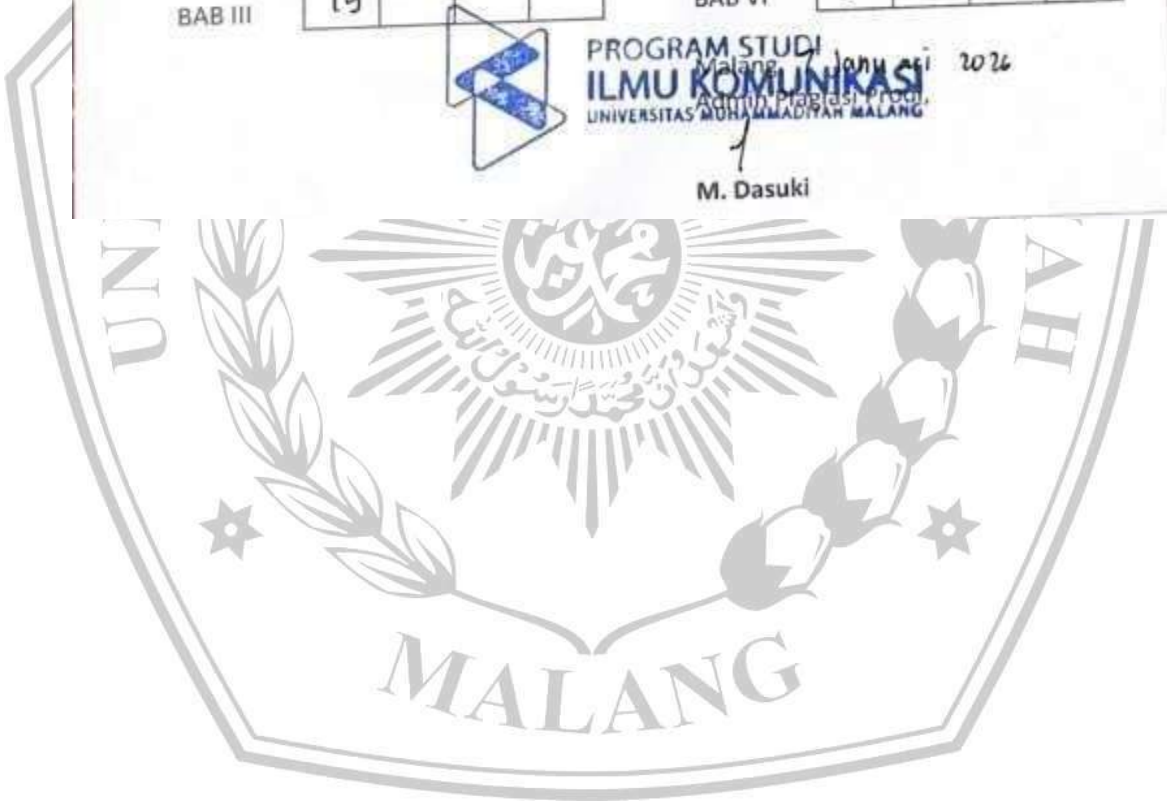 BAB III 19 BAB VI
PROGRAM STUDI
Malang, 7 Januari 2026
ILMU KOMUNIKASI
Admin Plagiasi Prodi,
UNIVERSITAS MUHAMMADIYAH MALANG
M. Dasuki
MALANG